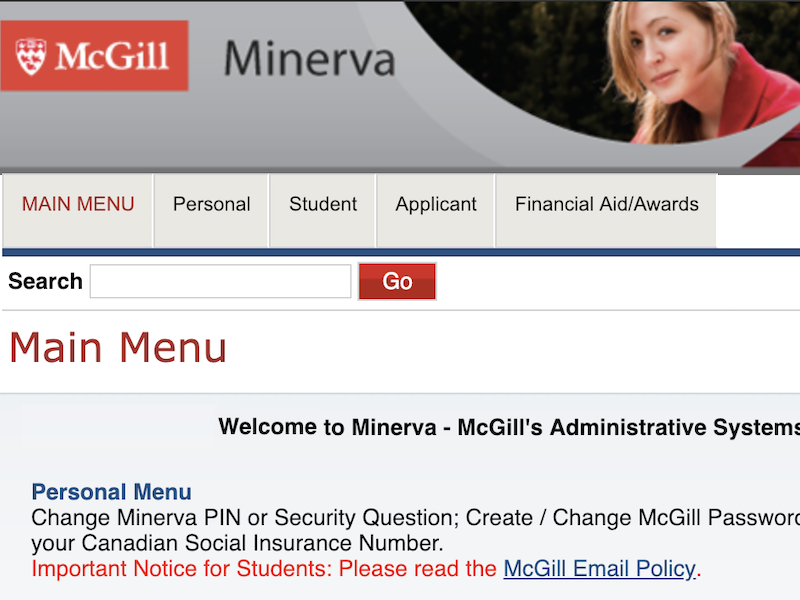 McGill Minerva
MAIN MENU Personal Student Applicant Financial Aid/Awards
Search Go
Main Menu
Welcome to Minerva - McGill's Administrative Systems
Personal Menu
Change Minerva PIN or Security Question; Create / Change McGill Password
your Canadian Social Insurance Number.
Important Notice for Students: Please read the McGill Email Policy.